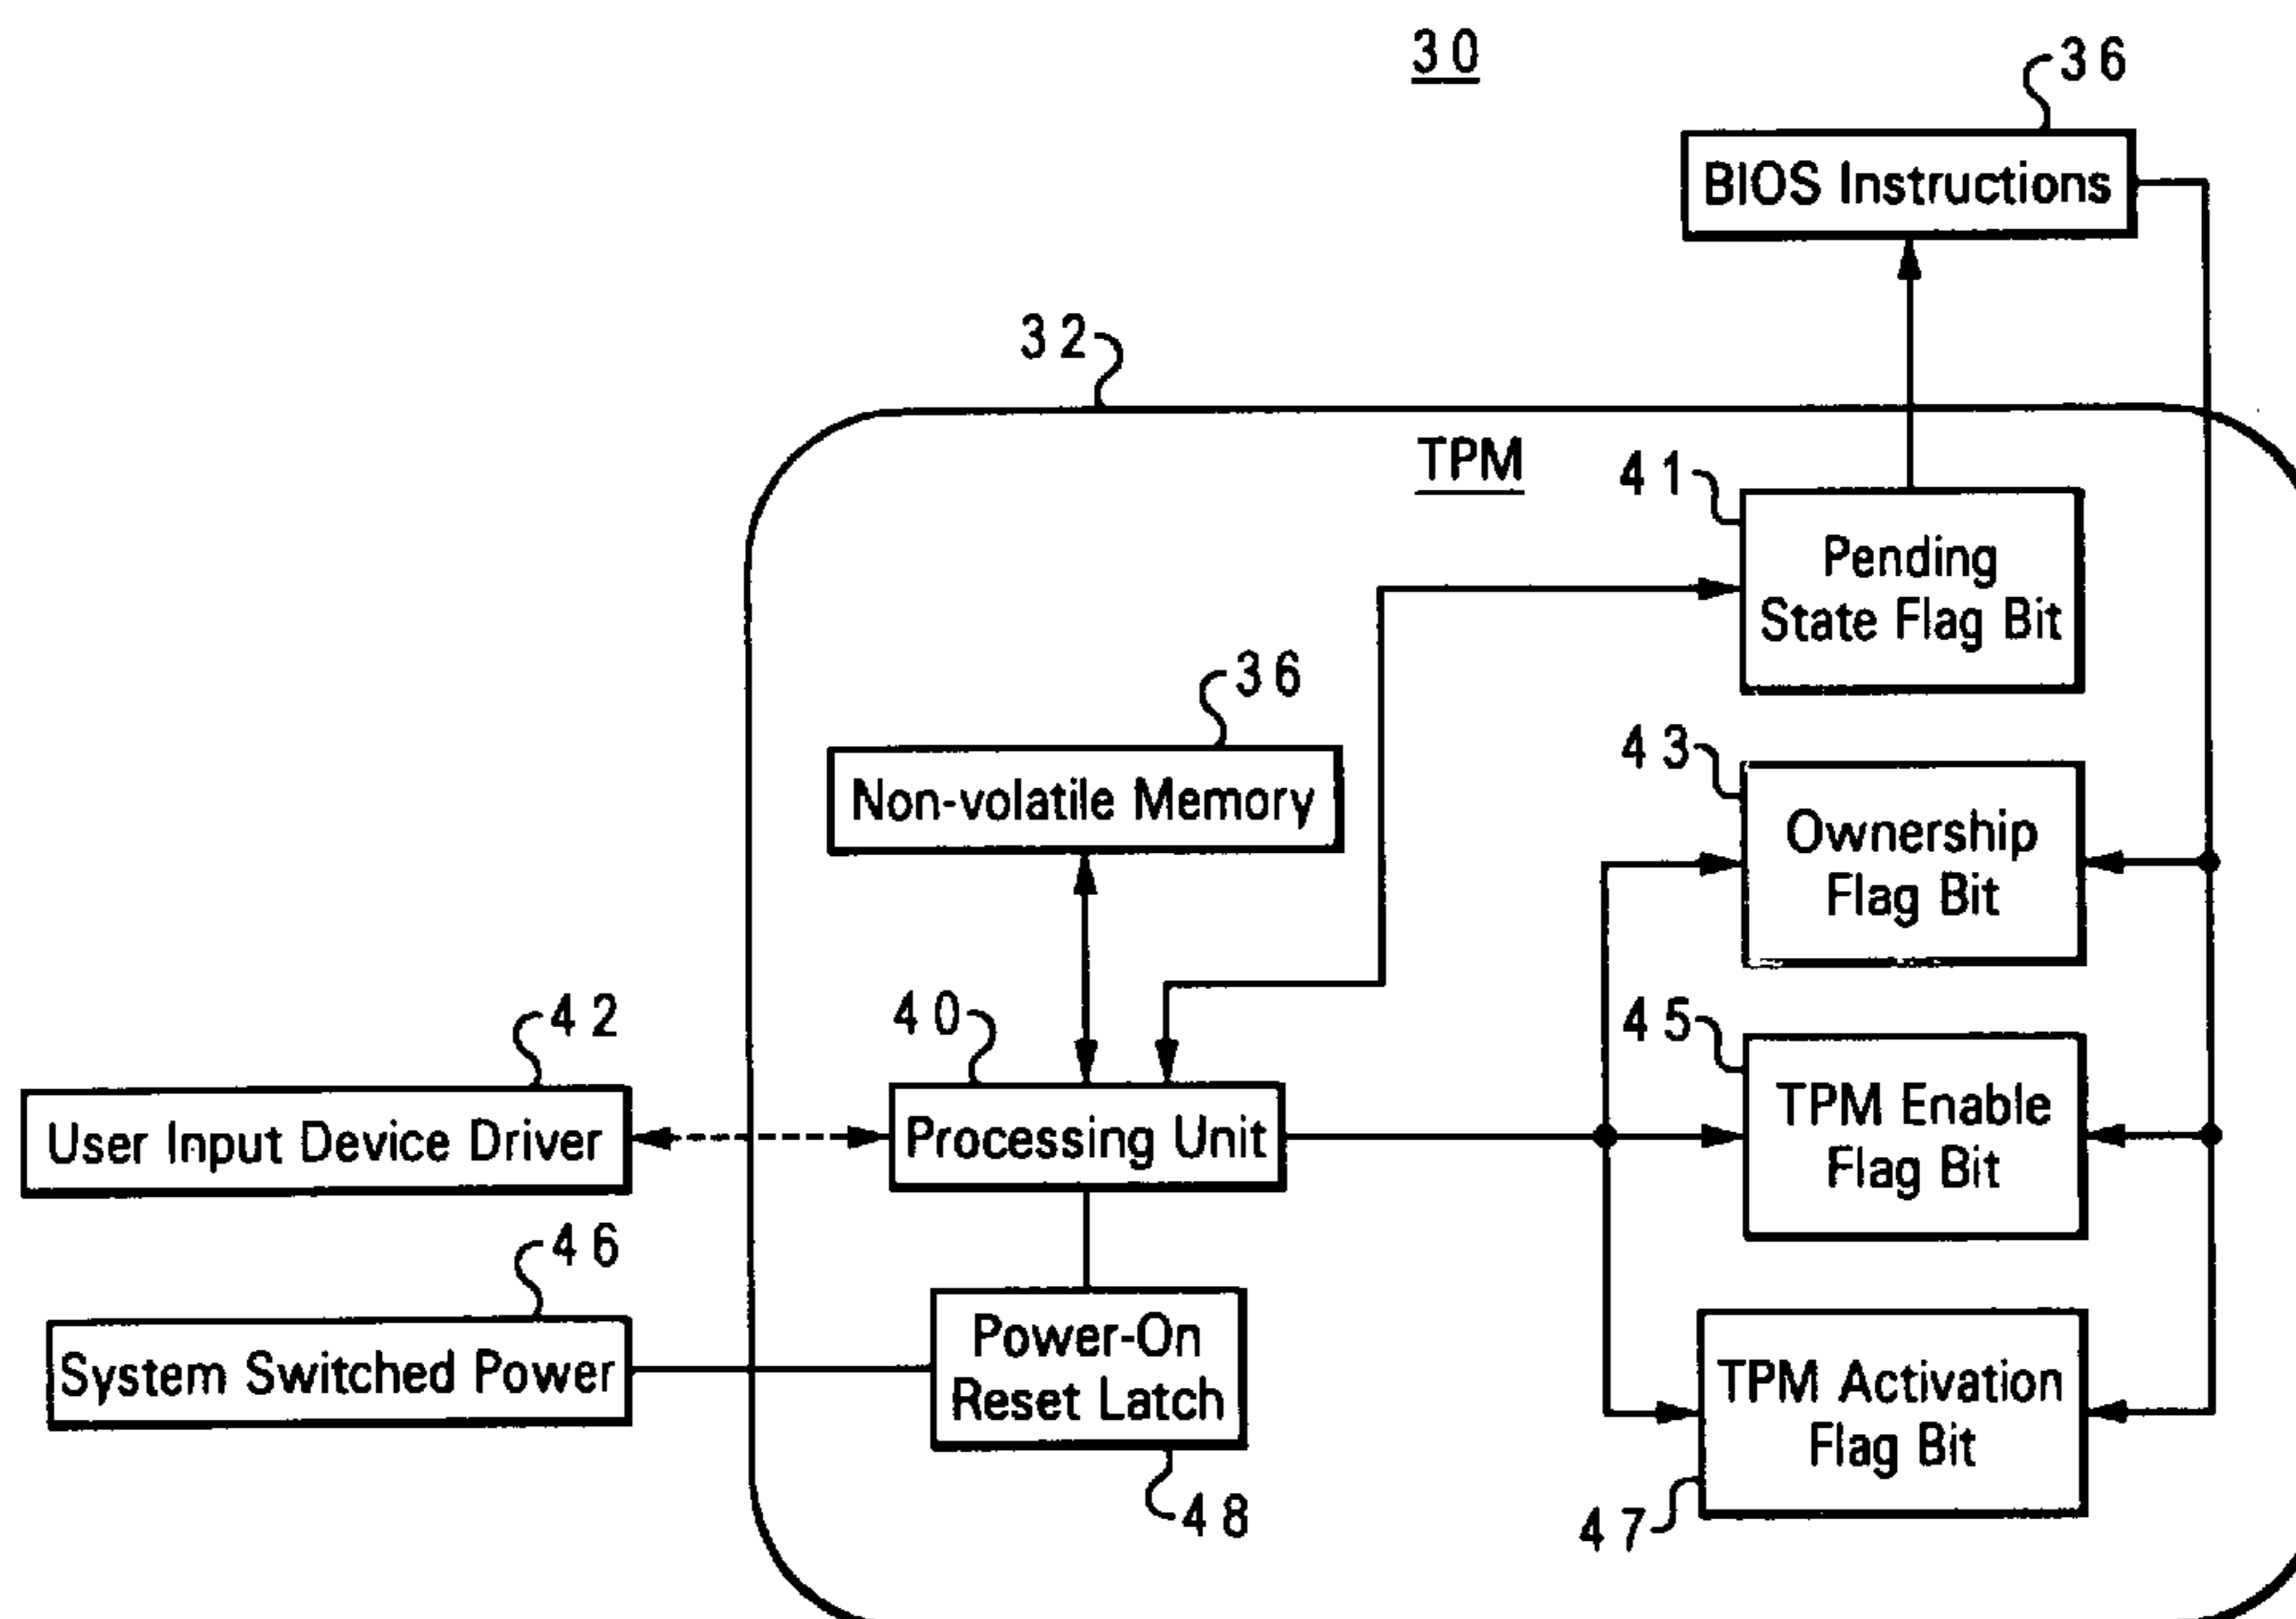 30
36
BIOS Instructions
32
TPM
41
Pending
State Flag Bit
36
Non-volatile Memory
43
Ownership
Flag Bit
42
User Input Device Driver
40
Processing Unit
45
TPM Enable
Flag Bit
46
System Switched Power
Power-On
Reset Latch
48
TPM Activation
Flag Bit
47